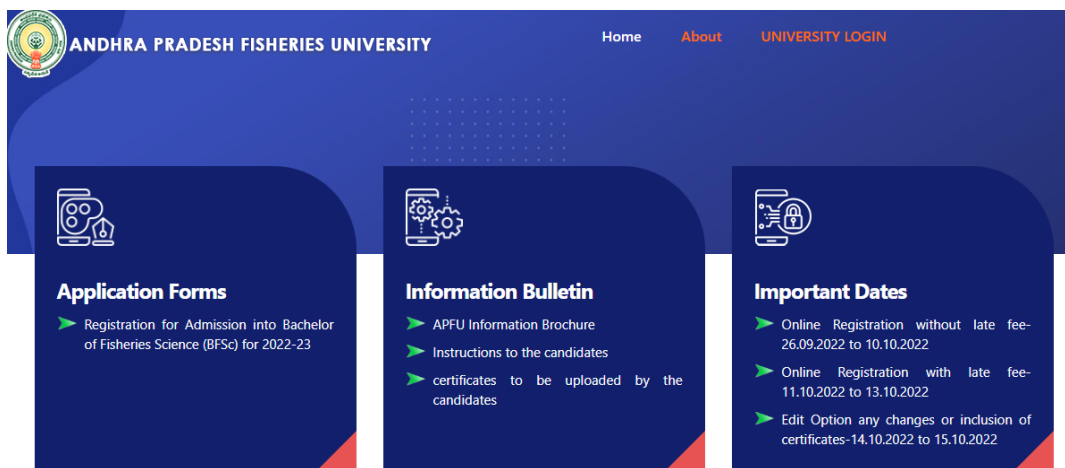 ANDHRA PRADESH FISHERIES UNIVERSITY
Home About UNIVERSITY LOGIN
Application Forms
Registration for Admission into Bachelor
of Fisheries Science (BFSc) for 2022-23
Information Bulletin
APFU Information Brochure
Instructions to the candidates
certificates to be uploaded by the
candidates
Important Dates
Online Registration without late fee-
26.09.2022 to 10.10.2022
Online Registration with late fee-
11.10.2022 to 13.10.2022
Edit Option any changes or inclusion of
certificates-14.10.2022 to 15.10.2022